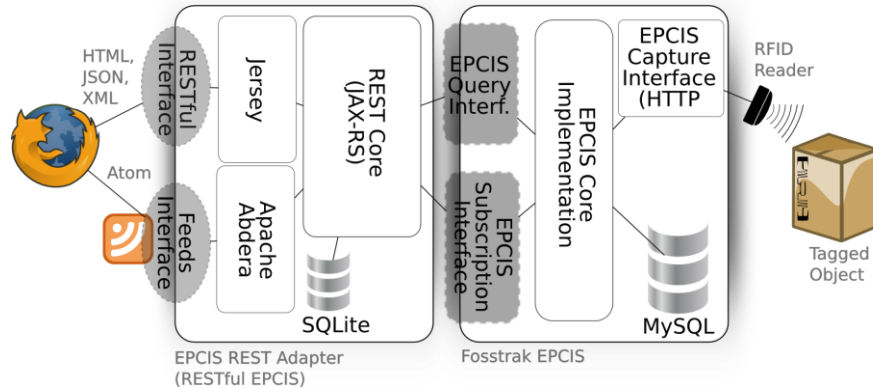 HTML,
JSON,
XML
Atom
RESTful
Interface
Feeds
Interface
Jersey
Apache
Abdera
REST Core
(JAX-RS)
SQLite
EPCIS REST Adapter
(RESTful EPCIS)
EPCIS
Query
Interf.
EPCIS
Subscription
Interface
EPCIS Core
Implementation
EPCIS
Capture
Interface
(HTTP
MySQL
Fosstrak EPCIS
RFID
Reader
Tagged
Object